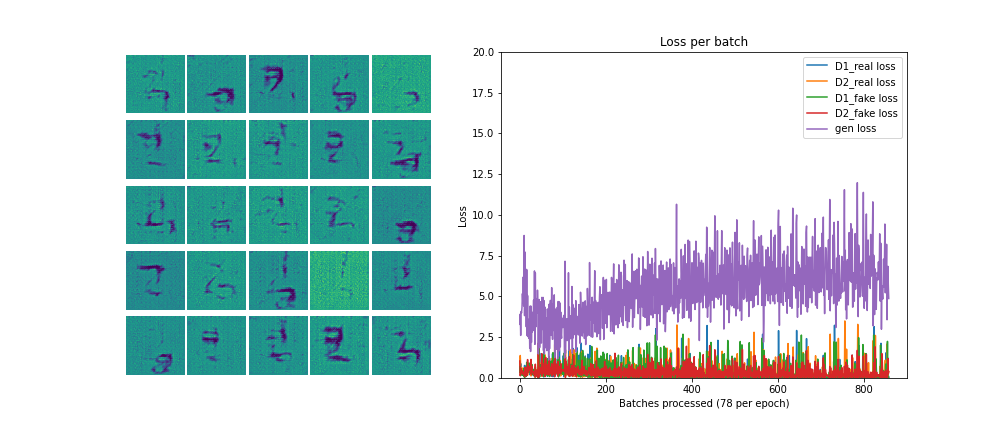 Loss per batch
20.0
17.5
15.0
12.5
10.0
7.5
5.0
2.5
0.0
Loss
D1_real loss
D2_real loss
D1_fake loss
D2_fake loss
gen loss
0
200
400
600
800
Batches processed (78 per epoch)